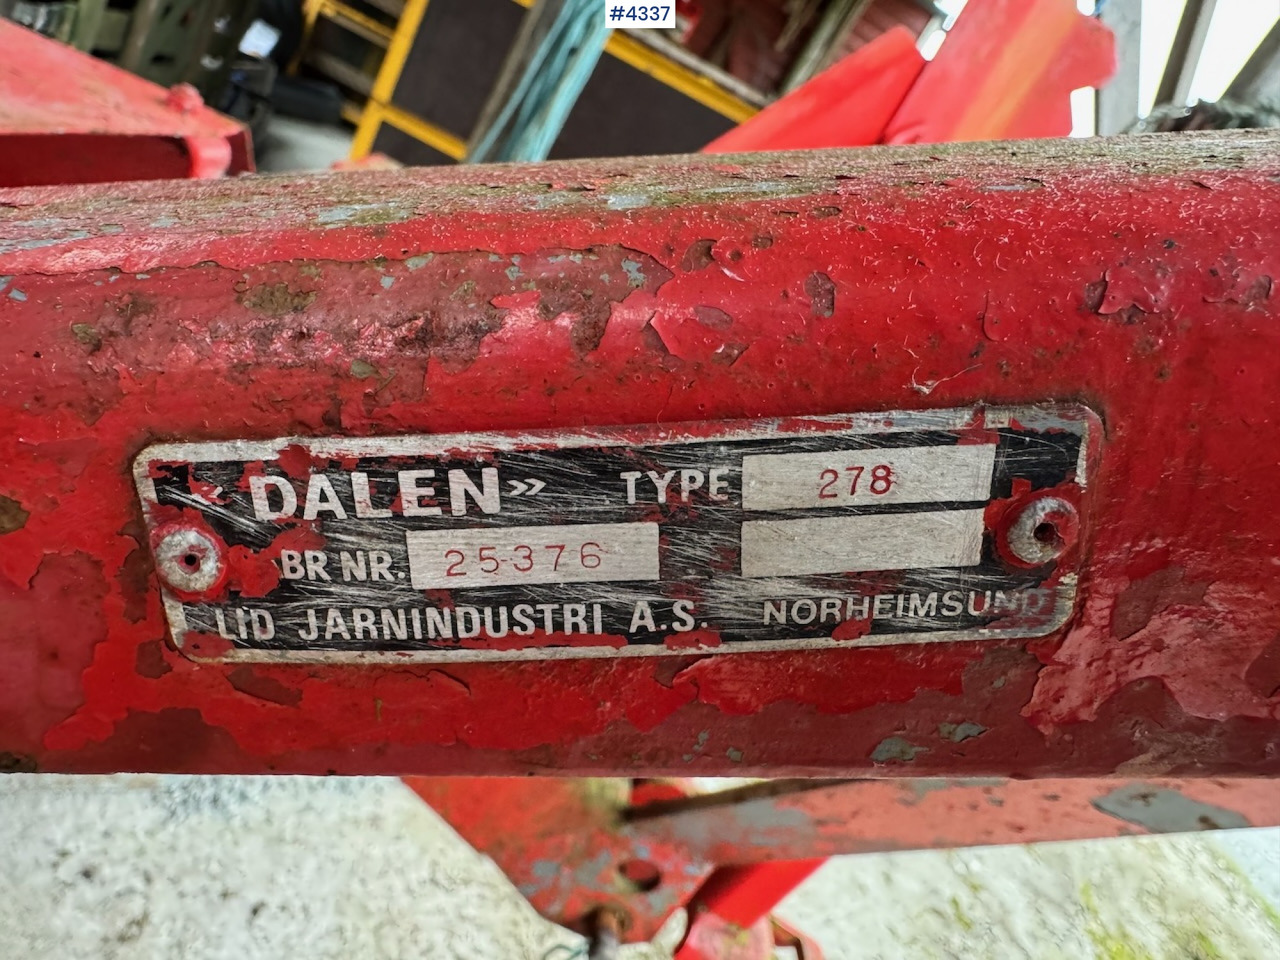 #4337
«DALEN» TYPE 278
BR NR. 25376
LID JARNINDUSTRI A.S. NORHEIMSUND